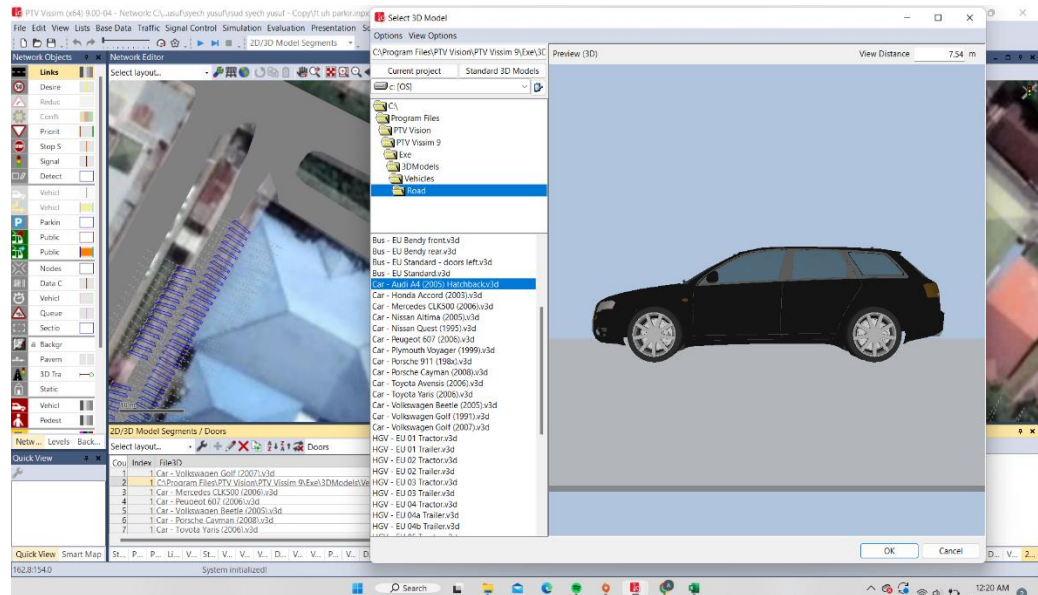 PTV Vissim (x64) 9.00-04 - Network: C:\...usuf\syech yusuf\rsud syech yusuf - Copy\
File Edit View Lists Base Data Traffic Signal Control Simulation Evaluation Presentation
2D/3D Model Segments
Network Objects
Network Editor
Select layout...
Links
Desire
Reduc
Confli
Priorit
Stop S
Signal
Detect
Vehicl
Vehicl
Parkin
Public
Public
Nodes
Data C
Vehicl
Queue
Sectio
Backgr
Pavem
3D Tra
Static
Vehicl
Pedest
Netw... Levels Back...
Quick View
Quick View Smart Map
2D/3D Model Segments / Doors
Select layout... Doors
Cou Index File3D
1 1 Car - Volkswagen Golf (2007).v3d
2 1 C:\Program Files\PTV Vision\PTV Vissim 9\Exe\3DModels\Ve
3 1 Car - Mercedes CLK500 (2006).v3d
4 1 Car - Peugeot 607 (2006).v3d
5 1 Car - Volkswagen Beetle (2005).v3d
6 1 Car - Porsche Cayman (2008).v3d
7 1 Car - Toyota Yaris (2006).v3d
St... P... P... Li... V... St... V... V... V... D... V... V... P... V... D
162.8:154.0 System initialized!
Select 3D Model
Options View Options
C:\Program Files\PTV Vision\PTV Vissim 9\Exe\3C
Current project Standard 3D Models
c: [OS]
C:\
Program Files
PTV Vision
PTV Vissim 9
Exe
3DModels
Vehicles
Road
Bus - EU Bendy front.v3d
Bus - EU Bendy rear.v3d
Bus - EU Standard - doors left.v3d
Bus - EU Standard.v3d
Car - Audi A4 (2005) Hatchback.v3d
Car - Honda Accord (2003).v3d
Car - Mercedes CLK500 (2006).v3d
Car - Nissan Altima (2005).v3d
Car - Nissan Quest (1995).v3d
Car - Peugeot 607 (2006).v3d
Car - Plymouth Voyager (1999).v3d
Car - Porsche 911 (198x).v3d
Car - Porsche Cayman (2008).v3d
Car - Toyota Avensis (2006).v3d
Car - Toyota Yaris (2006).v3d
Car - Volkswagen Beetle (2005).v3d
Car - Volkswagen Golf (1991).v3d
Car - Volkswagen Golf (2007).v3d
HGV - EU 01 Tractor.v3d
HGV - EU 01 Trailer.v3d
HGV - EU 02 Tractor.v3d
HGV - EU 02 Trailer.v3d
HGV - EU 03 Tractor.v3d
HGV - EU 03 Trailer.v3d
HGV - EU 04 Tractor.v3d
HGV - EU 04a Trailer.v3d
HGV - EU 04b Trailer.v3d
Preview (3D) View Distance 7.54 m
OK Cancel
D... V... 2...
Search
12:20 AM